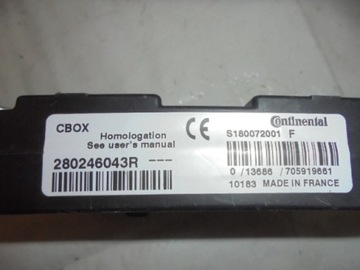 CBOX
Homologation
See user's manual
CE
Continental
S180072001 F
280246043R ---
0 /13686 /705919661
10183 MADE IN FRANCE